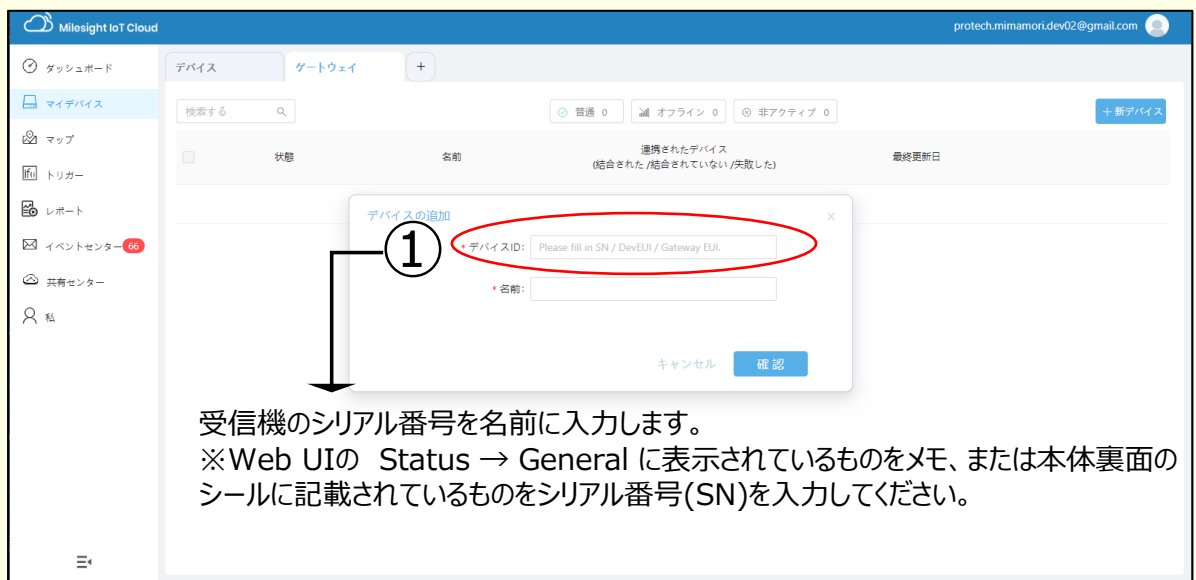 Milesight IoT Cloud
protech.mimamori.dev02@gmail.com
ダッシュボード
マイデバイス
マップ
トリガー
レポート
イベントセンター 66
共有センター
私
デバイス
ゲートウェイ
+
検索する
普通 0
オフライン 0
非アクティブ 0
+ 新デバイス
状態
名前
連携されたデバイス
(結合された /結合されていない /失敗した)
最終更新日
デバイスの追加
x
①
* デバイスID: Please fill in SN / DevEUI / Gateway EUI.
* 名前:
キャンセル
確認
受信機のシリアル番号を名前に入力します。
※Web UIの Status → General に表示されているものをメモ、または本体裏面の
シールに記載されているものをシリアル番号(SN)を入力してください。